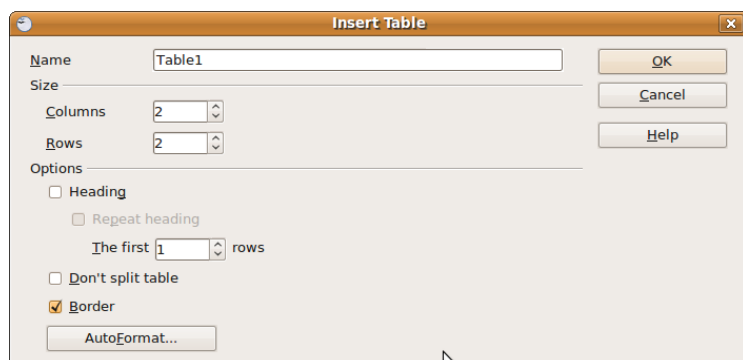 Insert Table
Name Table1
OK
Size
Cancel
Columns 2
Help
Rows 2
Options
Heading
Repeat heading
The first 1 rows
Don't split table
Border
AutoFormat...